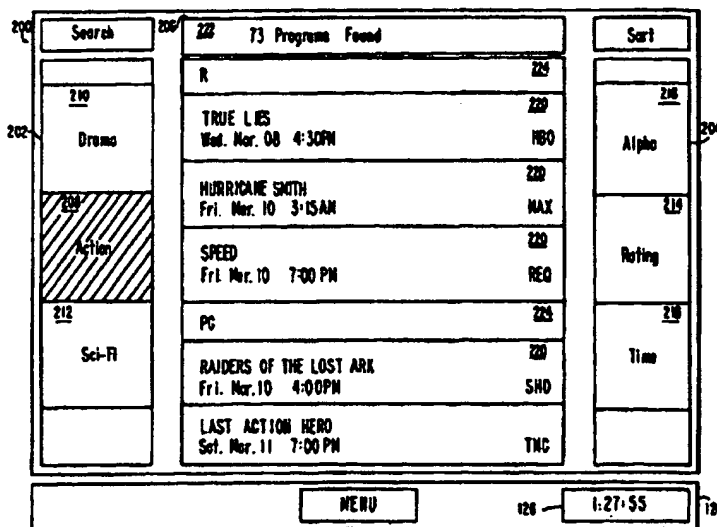 200 Search 206 222 73 Programs Found Sort
R 224
210 220 216
TRUE LIES
202 Drama Wed. Mar. 08 4:30PM HBO Alpha
220
HURRICANE SMITH
208 Fri. Mar. 10 3:15AM MAX 214
Action SPEED Rating
Fri. Mar. 10 7:00 PM REQ
212 PG 224 218
220
Sci-Fi RAIDERS OF THE LOST ARK Time
Fri. Mar. 10 4:00PM SHO
LAST ACTION HERO
Sat. Mar. 11 7:00 PM TMC
MENU 126 1:27:55